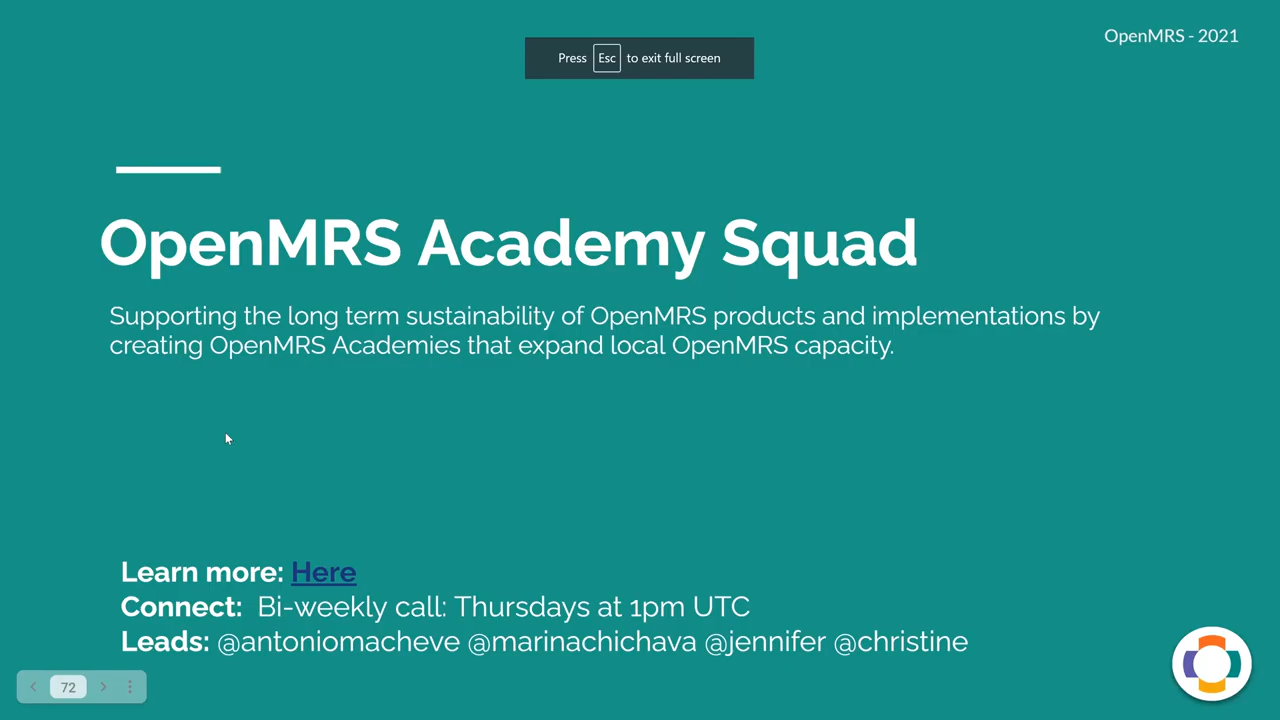 OpenMRS - 2021
Press Esc to exit full screen
OpenMRS Academy Squad
Supporting the long term sustainability of OpenMRS products and implementations by
creating OpenMRS Academies that expand local OpenMRS capacity.
Learn more: Here
Connect: Bi-weekly call: Thursdays at 1pm UTC
Leads: @antoniomacheve @marinachichava @jennifer @christine
72